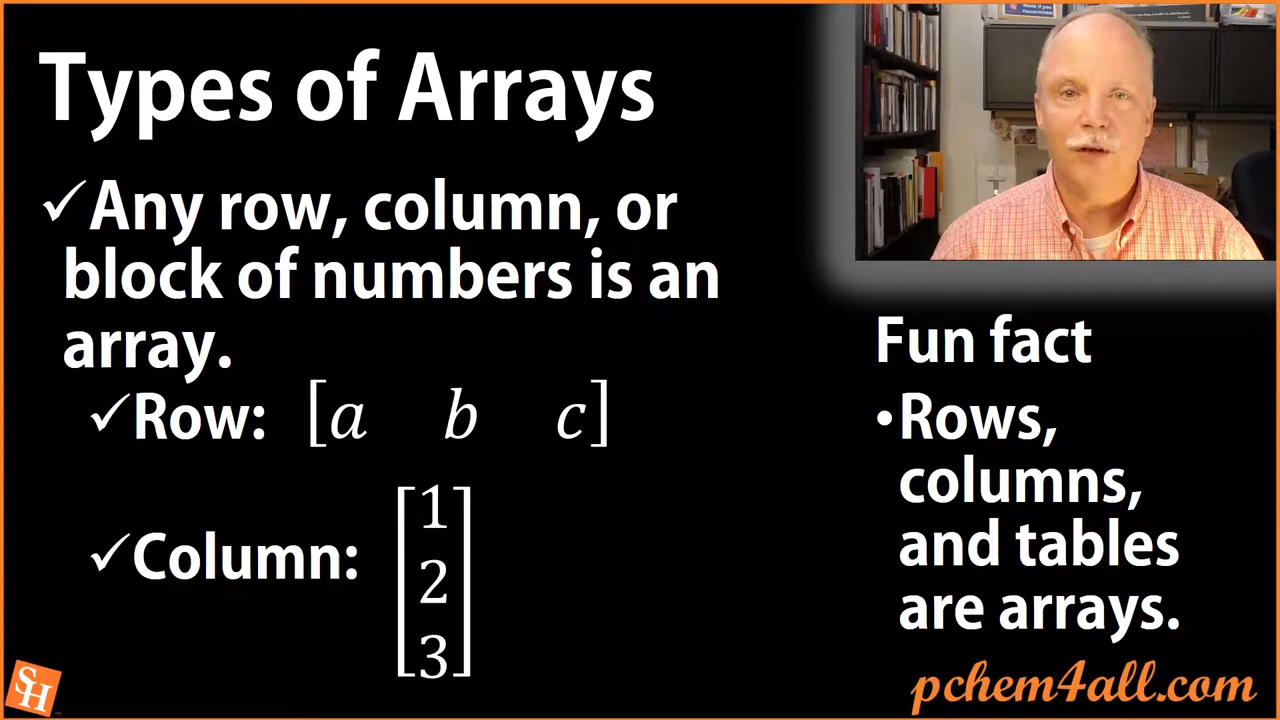 Types of Arrays
✓Any row, column, or
block of numbers is an
array.
✓Row: [a b c]
✓Column: [1
2
3]
Fun fact
•Rows,
columns,
and tables
are arrays.
SH
pchem4all.com